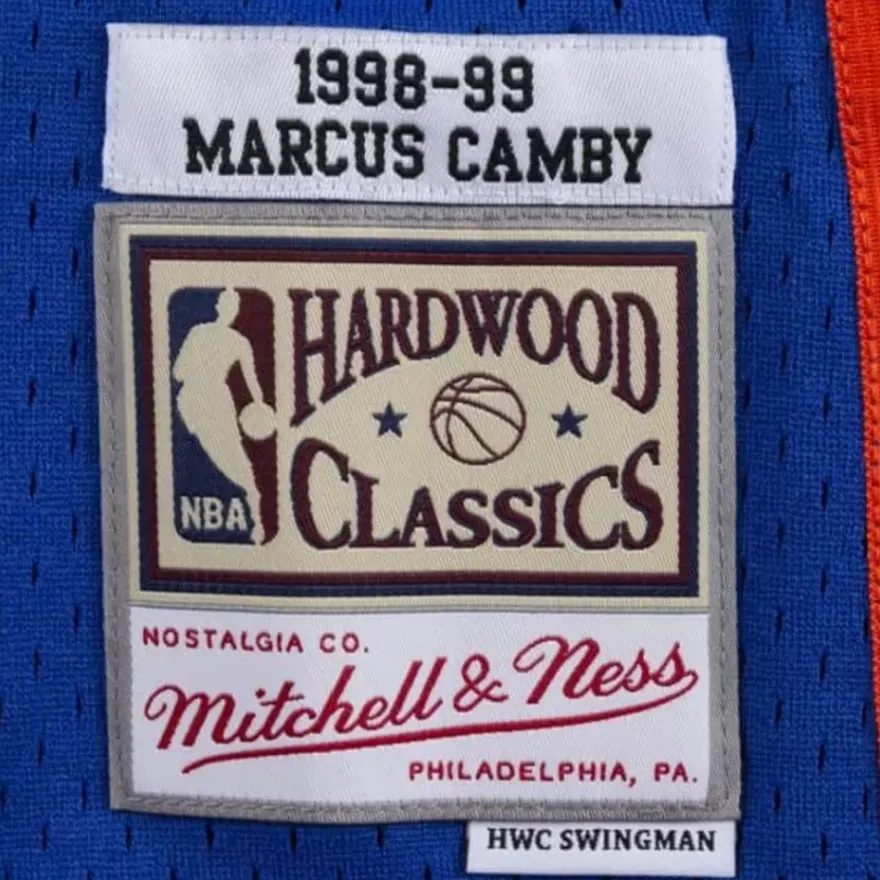 1998-99
MARCUS CAMBY
HARDWOOD
CLASSICS
NBA
NOSTALGIA CO.
Mitchell & Ness
PHILADELPHIA, PA.
HWC SWINGMAN